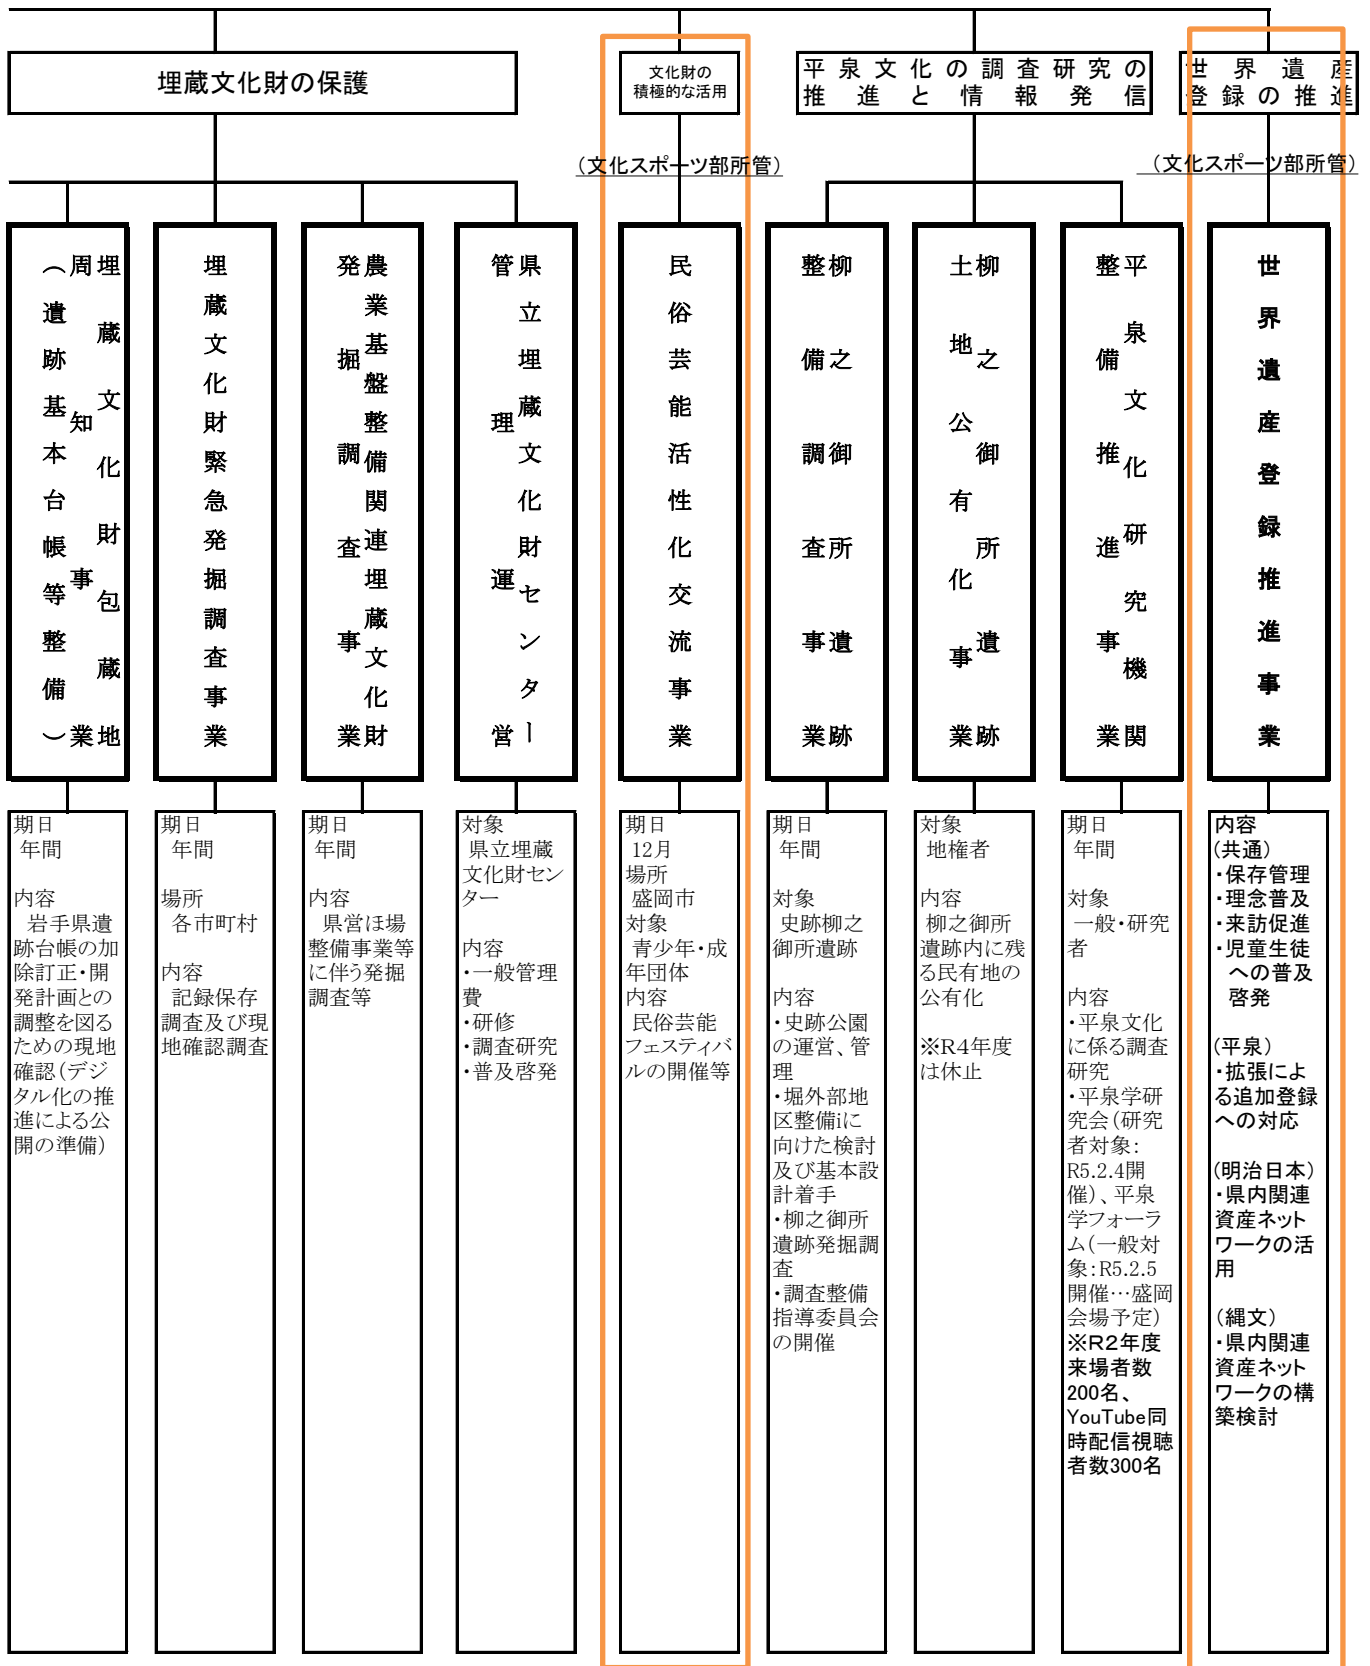 埋蔵文化財の保護
文化財の
積極的な活用
平泉文化の調査研究の
推進と情報発信
世界遺産
登録の推進
（文化スポーツ部所管）
（文化スポーツ部所管）
埋蔵文化財包蔵地
周知事業
（遺跡基本台帳等整備）
埋蔵文化財緊急発掘調査事業
農業基盤整備関連埋蔵文化財
発掘調査事業
県立埋蔵文化財センター
管理運営
民俗芸能活性化交流事業
柳之御所遺跡
整備調査事業
柳之御所遺跡
土地公有化事業
平泉文化研究機関
整備推進事業
世界遺産登録推進事業
期日
年間
内容
岩手県遺
跡台帳の加
除訂正・開
発計画との
調整を図る
ための現地
確認（デジ
タル化の推
進による公
開の準備）
期日
年間
場所
各市町村
内容
記録保存
調査及び現
地確認調査
期日
年間
内容
県営ほ場
整備事業等
に伴う発掘
調査等
対象
県立埋蔵
文化財セン
ター
内容
・一般管理
費
・研修
・調査研究
・普及啓発
期日
12月
場所
盛岡市
対象
青少年・成
年団体
内容
民俗芸能
フェスティバ
ルの開催等
期日
年間
対象
史跡柳之
御所遺跡
内容
・史跡公園
の運営、管
理
・堀外部地
区整備iに
向けた検討
及び基本設
計着手
・柳之御所
遺跡発掘調
査
・調査整備
指導委員会
の開催
対象
地権者
内容
柳之御所
遺跡内に残
る民有地の
公有化
※R4年度
は休止
期日
年間
対象
一般・研究
者
内容
・平泉文化
に係る調査
研究
・平泉学研
究会（研究
者対象：
R5.2.4開
催）、平泉
学フォーラ
ム（一般対
象：R5.2.5
開催…盛岡
会場予定）
※R2年度
来場者数
200名、
YouTube同
時配信視聴
者数300名
内容
（共通）
・保存管理
・理念普及
・来訪促進
・児童生徒
への普及
啓発
（平泉）
・拡張によ
る追加登録
への対応
（明治日本）
・県内関連
資産ネット
ワークの活
用
（縄文）
・県内関連
資産ネット
ワークの構
築検討